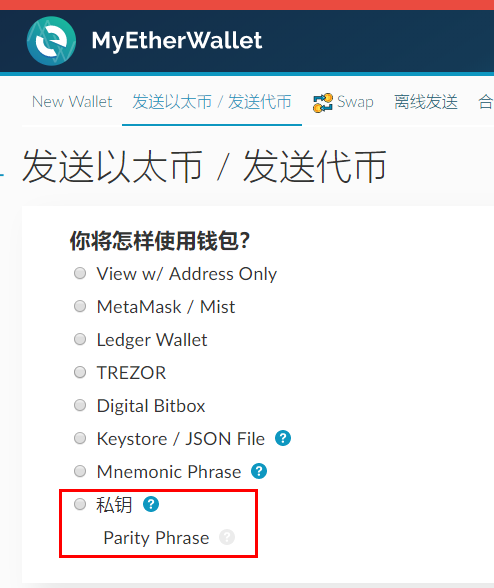 MyEtherWallet
New Wallet 发送以太币 / 发送代币 Swap 离线发送 合
发送以太币 / 发送代币
你将怎样使用钱包？
View w/ Address Only
MetaMask / Mist
Ledger Wallet
TREZOR
Digital Bitbox
Keystore / JSON File ?
Mnemonic Phrase ?
私钥 ?
Parity Phrase ?